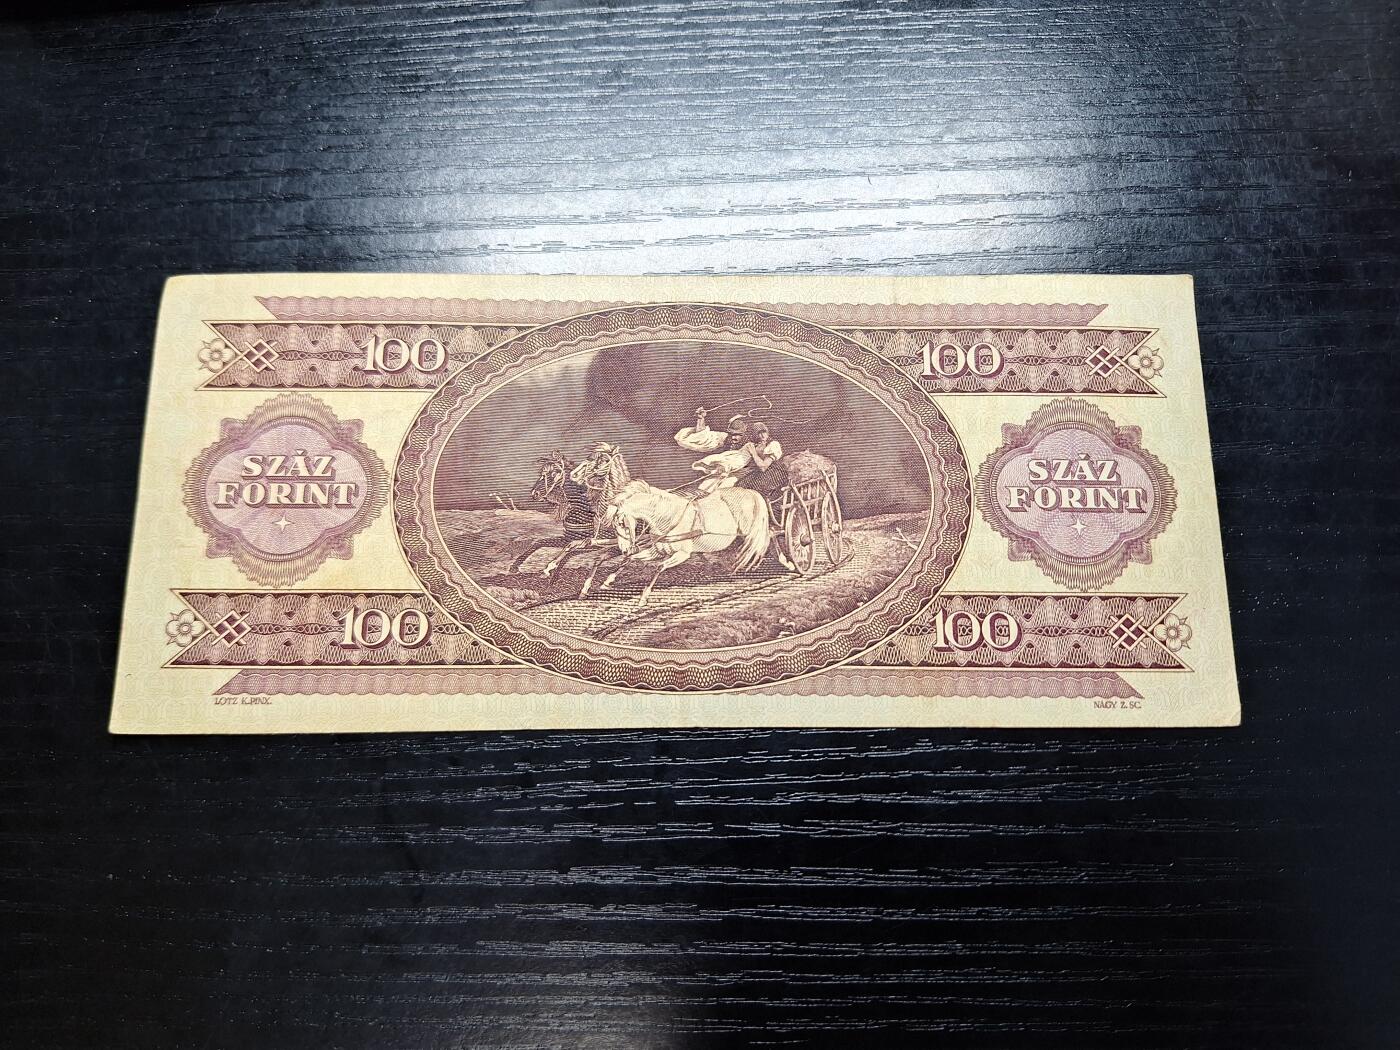 100
100
SZÁZ
FORINT
SZÁZ
FORINT
100
100
LOTZ K. PINX.
NAGY Z. SC.